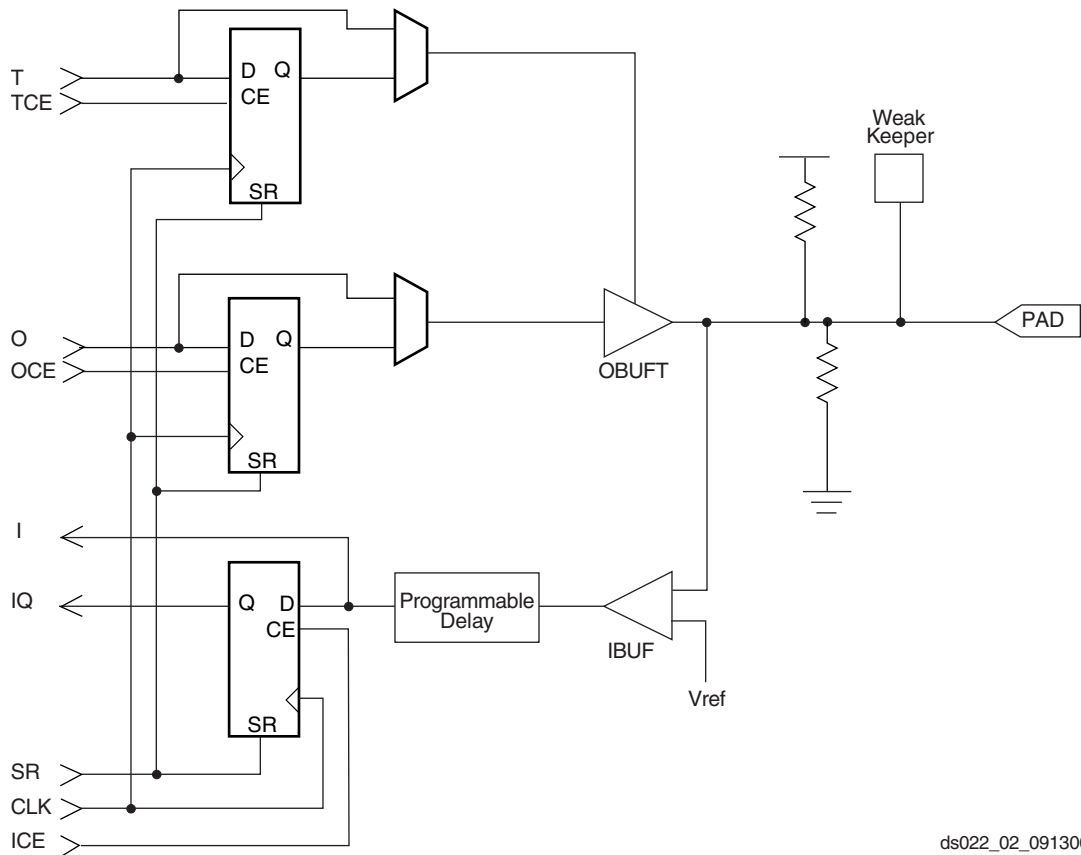 T
TCE
D Q
CE
SR
Weak
Keeper
O
OCE
D Q
CE
SR
OBUFT
PAD
I
IQ
Q D
CE
SR
Programmable
Delay
IBUF
Vref
SR
CLK
ICE
ds022_02_091300